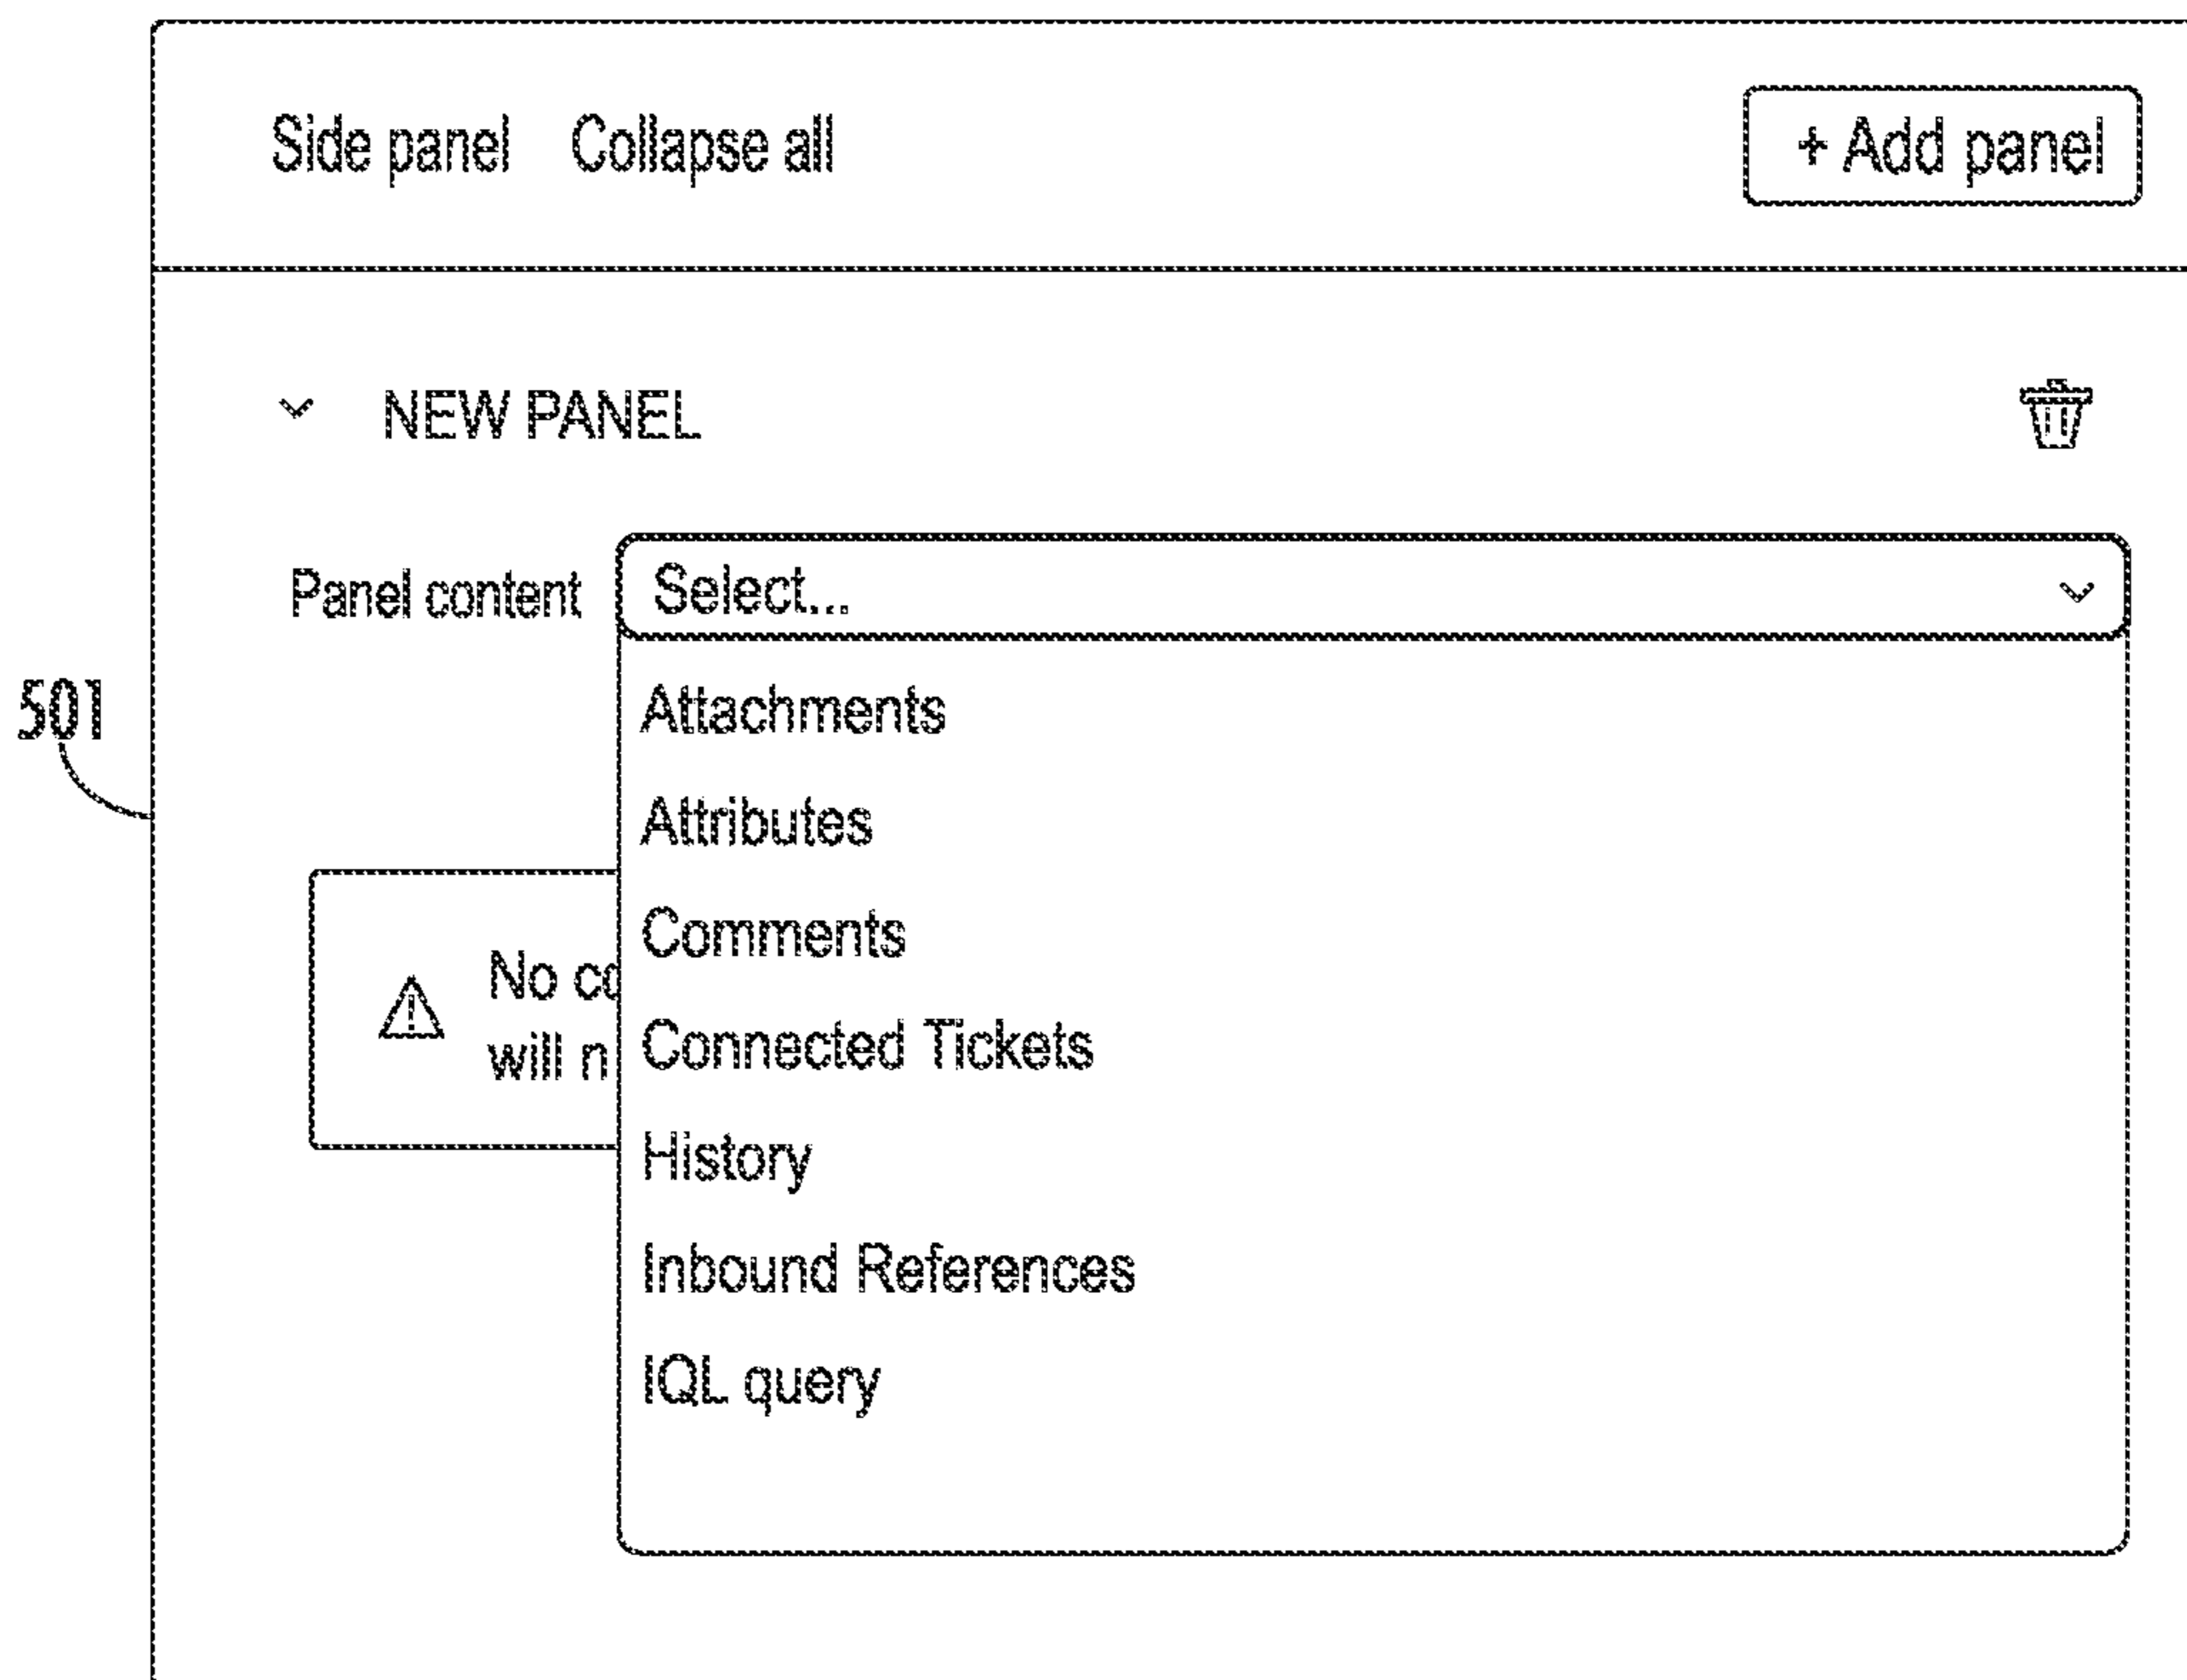 Side panel Collapse all + Add panel
NEW PANEL
Panel content Select...
501
Attachments
Attributes
Comments
No
will
Connected Tickets
History
Inbound References
IQL query